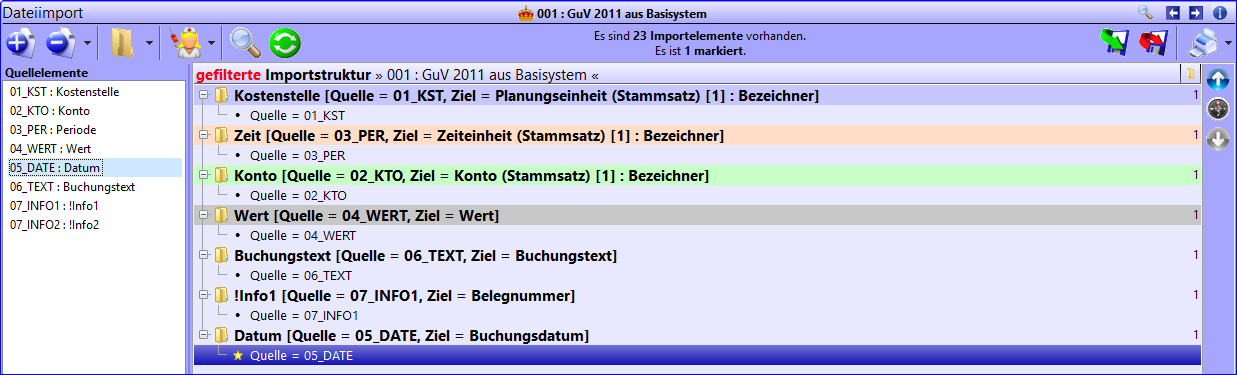 Dateiimport
001 : GuV 2011 aus Basisystem
Es sind 23 Importelemente vorhanden.
Es ist 1 markiert.
Quellelemente
01_KST : Kostenstelle
02_KTO : Konto
03_PER : Periode
04_WERT : Wert
05_DATE : Datum
06_TEXT : Buchungstext
07_INFO1 : !Info1
07_INFO2 : !Info2
gefilterte Importstruktur » 001 : GuV 2011 aus Basisystem «
Kostenstelle [Quelle = 01_KST, Ziel = Planungseinheit (Stammsatz) [1] : Bezeichner] 1
• Quelle = 01_KST
Zeit [Quelle = 03_PER, Ziel = Zeiteinheit (Stammsatz) [1] : Bezeichner] 1
• Quelle = 03_PER
Konto [Quelle = 02_KTO, Ziel = Konto (Stammsatz) [1] : Bezeichner] 1
• Quelle = 02_KTO
Wert [Quelle = 04_WERT, Ziel = Wert] 1
• Quelle = 04_WERT
Buchungstext [Quelle = 06_TEXT, Ziel = Buchungstext] 1
• Quelle = 06_TEXT
!Info1 [Quelle = 07_INFO1, Ziel = Belegnummer] 1
• Quelle = 07_INFO1
Datum [Quelle = 05_DATE, Ziel = Buchungsdatum] 1
Quelle = 05_DATE